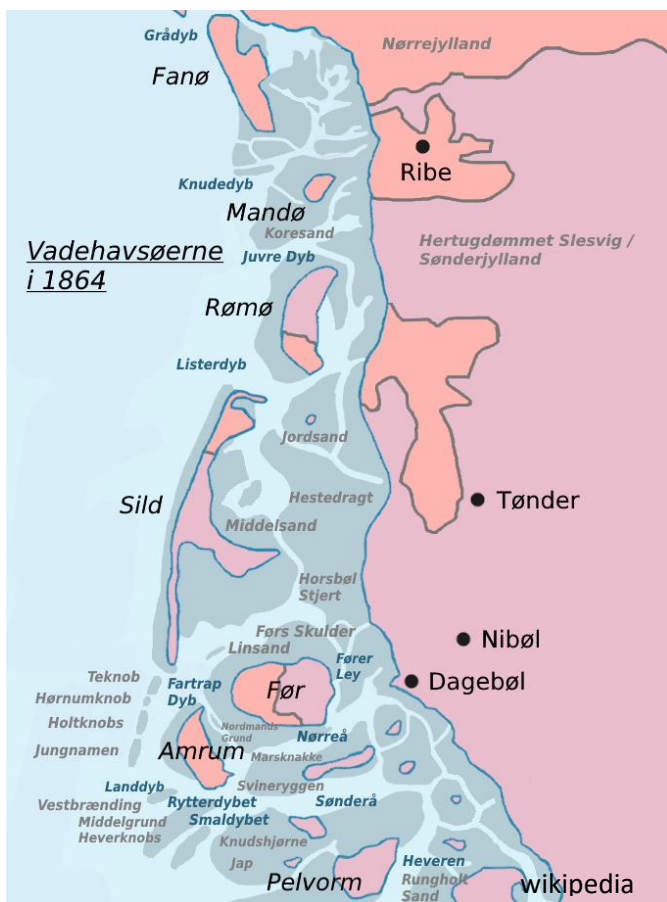 Grådyb
Nørrejylland
Fanø
Ribe
Knudedyb
Mandø
Koresand
Hertugdømmet Slesvig /
Sønderjylland
Vadehavsøerne
i 1864
Juvre Dyb
Rømø
Listerdyb
Jordsand
Sild
Hestedragt
Tønder
Middelsand
Horsbøl
Stjert
Førs Skulder
Linsand
Nibøl
Teknob
Fartrap
Dyb
Før
Fører
Ley
Dagebøl
Hørnumknob
Holtknobs
Nordmands
Grund
Nørreå
Jungnamen
Amrum
Marsknakke
Landdyb
Svineryggen
Vestbrænding
Rytterdybet
Sønderå
Middelgrund
Smaldybet
Heverknobs
Knudshjørne
Jap
Pelvorm
Heveren
Rungholt
Sand
wikipedia